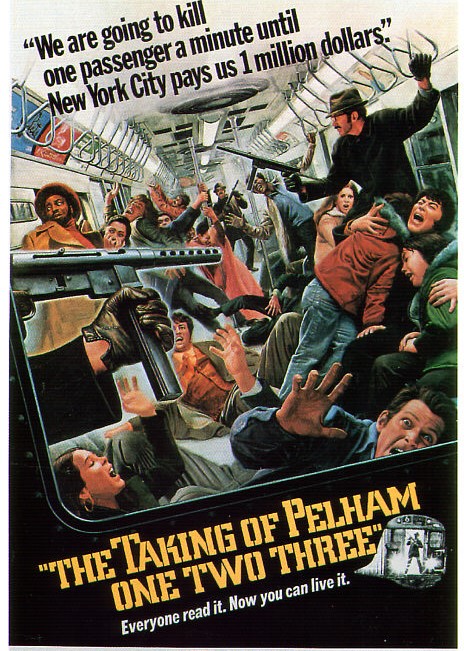 “We are going to kill
one passenger a minute until
New York City pays us 1 million dollars.”
"THE TAKING OF PELHAM
ONE TWO THREE"
Everyone read it. Now you can live it.